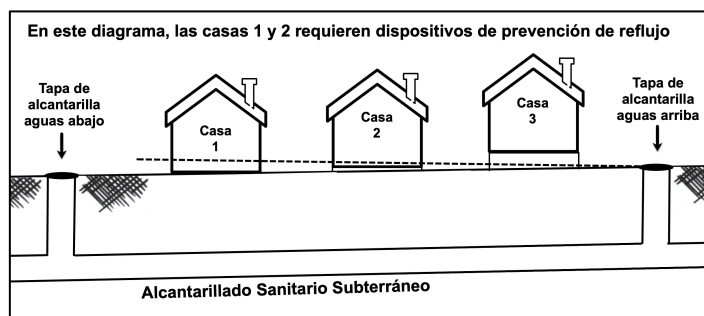 En este diagrama, las casas 1 y 2 requieren dispositivos de prevención de reflujo
Tapa de
alcantarilla
aguas abajo
Casa
1
Casa
2
Casa
3
Tapa de
alcantarilla
aguas arriba
Alcantarillado Sanitario Subterráneo